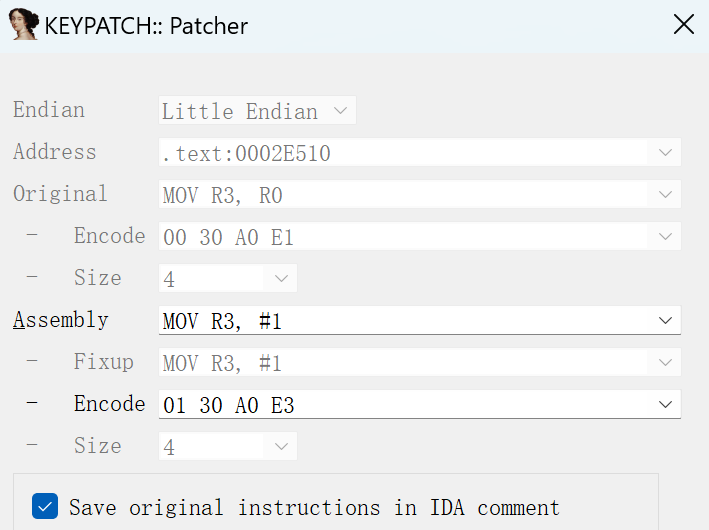 KEYPATCH:: Patcher
Endian Little Endian
Address .text:0002E510
Original MOV R3, R0
- Encode 00 30 A0 E1
- Size 4
Assembly MOV R3, #1
- Fixup MOV R3, #1
- Encode 01 30 A0 E3
- Size 4
Save original instructions in IDA comment